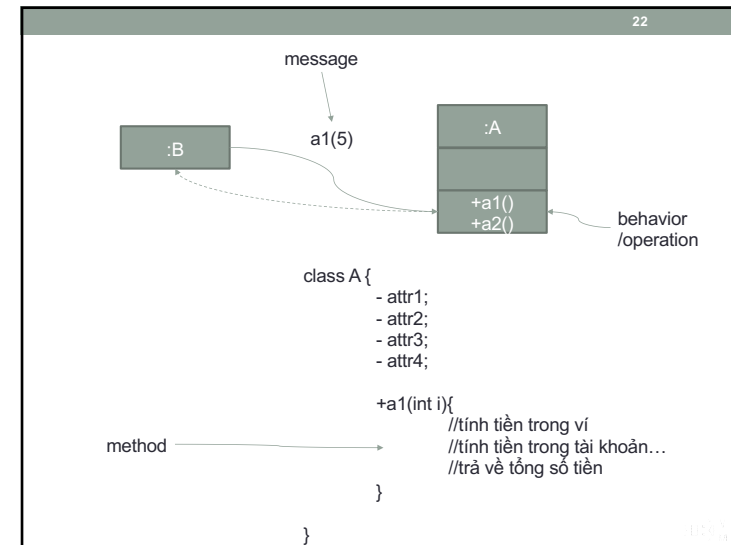 22
message
a1(5)
:B
:A
+a1()
+a2()
behavior
/operation
class A {
- attr1;
- attr2;
- attr3;
- attr4;
+a1(int i){
//tính tiền trong ví
//tính tiền trong tài khoản…
//trả về tổng số tiền
method
}
}